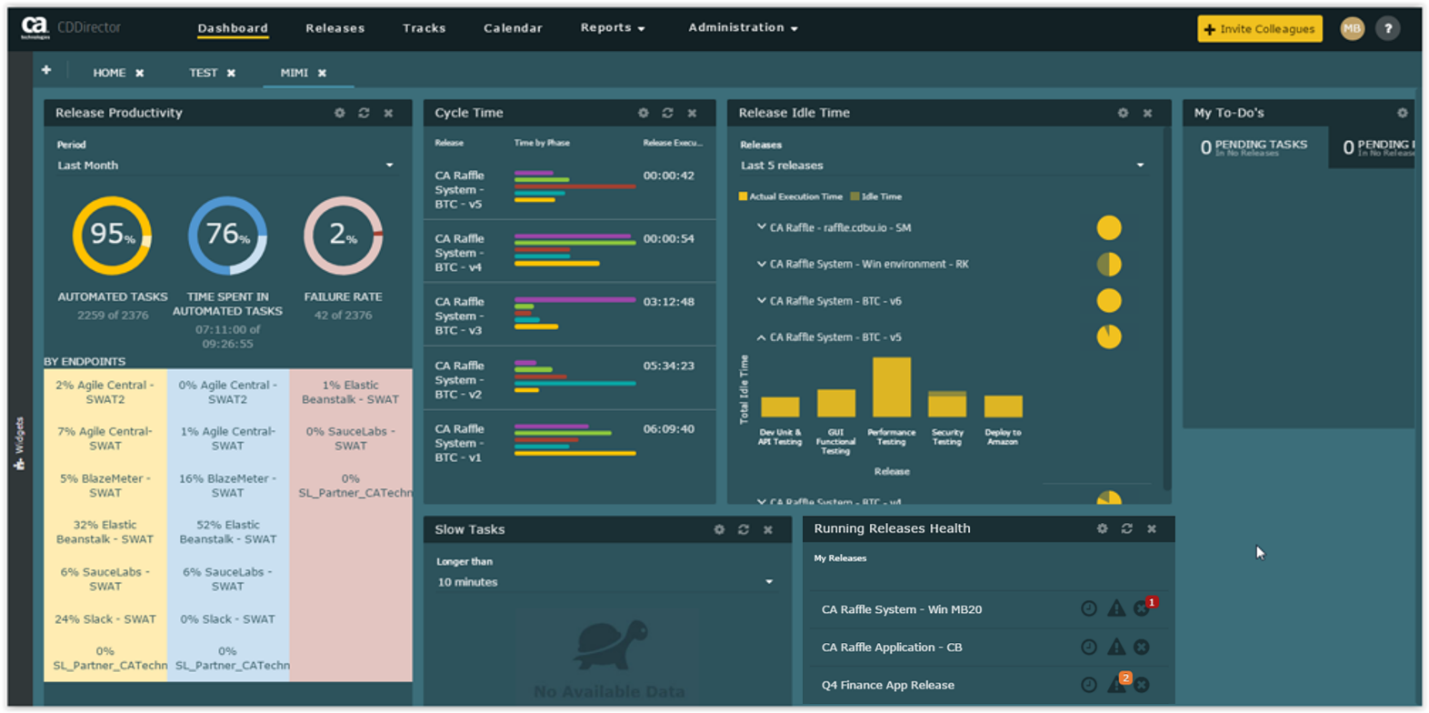 ca
technologies
CDDirector
Dashboard
Releases
Tracks
Calendar
Reports
Administration
+ Invite Colleagues
MB
?
+
HOME ✖
TEST ✖
MIMI ✖
Widgets
Release Productivity
Period
Last Month
95%
AUTOMATED TASKS
2259 of 2376
76%
TIME SPENT IN
AUTOMATED TASKS
07:11:00 of
09:26:55
2%
FAILURE RATE
42 of 2376
BY ENDPOINTS
2% Agile Central -
SWAT2
7% Agile Central-
SWAT
5% BlazeMeter -
SWAT
32% Elastic
Beanstalk - SWAT
6% SauceLabs -
SWAT
24% Slack - SWAT
0%
SL_Partner_CATechn
0% Agile Central -
SWAT2
1% Agile Central-
SWAT
16% BlazeMeter -
SWAT
52% Elastic
Beanstalk - SWAT
6% SauceLabs -
SWAT
0% Slack - SWAT
0%
SL_Partner_CATechn
1% Elastic
Beanstalk - SWAT
0% SauceLabs -
SWAT
0%
SL_Partner_CATechn
Cycle Time
Release
Time by Phase
Release Execu...
CA Raffle
System -
BTC - v5
00:00:42
CA Raffle
System -
BTC - v4
00:00:54
CA Raffle
System -
BTC - v3
03:12:48
CA Raffle
System -
BTC - v2
05:34:23
CA Raffle
System -
BTC - v1
06:09:40
Release Idle Time
Releases
Last 5 releases
Actual Execution Time
Idle Time
CA Raffle - raffle.cdbu.io - SM
CA Raffle System - Win environment - RK
CA Raffle System - BTC - v6
CA Raffle System - BTC - v5
Total Idle Time
Dev Unit &
API Testing
GUI
Functional
Testing
Performance
Testing
Security
Testing
Deploy to
Amazon
Release
CA Raffle System - BTC - v4
My To-Do's
0 PENDING TASKS
In No Releases
0 PENDING
In No Release
Slow Tasks
Longer than
10 minutes
No Available Data
Running Releases Health
My Releases
CA Raffle System - Win MB20
1
CA Raffle Application - CB
Q4 Finance App Release
2